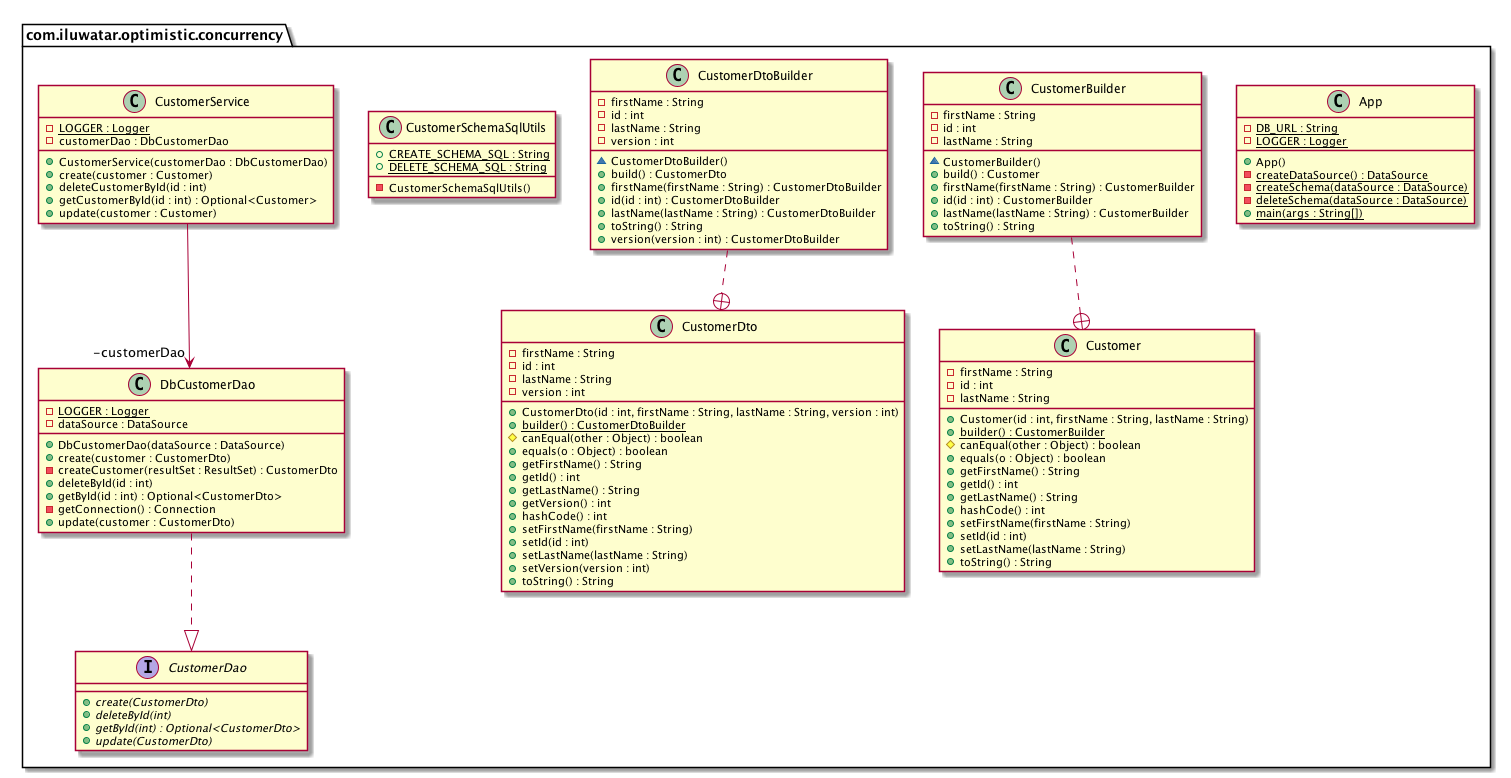 com.iluwatar.optimistic.concurrency
C CustomerService
LOGGER : Logger
customerDao : DbCustomerDao
CustomerService(customerDao : DbCustomerDao)
create(customer : Customer)
deleteCustomerById(id : int)
getCustomerById(id : int) : Optional<Customer>
update(customer : Customer)
C CustomerSchemaSqlUtils
CREATE_SCHEMA_SQL : String
DELETE_SCHEMA_SQL : String
CustomerSchemaSqlUtils()
C CustomerDtoBuilder
firstName : String
id : int
lastName : String
version : int
CustomerDtoBuilder()
build() : CustomerDto
firstName(firstName : String) : CustomerDtoBuilder
id(id : int) : CustomerDtoBuilder
lastName(lastName : String) : CustomerDtoBuilder
toString() : String
version(version : int) : CustomerDtoBuilder
C CustomerBuilder
firstName : String
id : int
lastName : String
CustomerBuilder()
build() : Customer
firstName(firstName : String) : CustomerBuilder
id(id : int) : CustomerBuilder
lastName(lastName : String) : CustomerBuilder
toString() : String
C App
DB_URL : String
LOGGER : Logger
App()
createDataSource() : DataSource
createSchema(dataSource : DataSource)
deleteSchema(dataSource : DataSource)
main(args : String[])
-customerDao
C DbCustomerDao
LOGGER : Logger
dataSource : DataSource
DbCustomerDao(dataSource : DataSource)
create(customer : CustomerDto)
createCustomer(resultSet : ResultSet) : CustomerDto
deleteById(id : int)
getById(id : int) : Optional<CustomerDto>
getConnection() : Connection
update(customer : CustomerDto)
C CustomerDto
firstName : String
id : int
lastName : String
version : int
CustomerDto(id : int, firstName : String, lastName : String, version : int)
builder() : CustomerDtoBuilder
canEqual(other : Object) : boolean
equals(o : Object) : boolean
getFirstName() : String
getId() : int
getLastName() : String
getVersion() : int
hashCode() : int
setFirstName(firstName : String)
setId(id : int)
setLastName(lastName : String)
setVersion(version : int)
toString() : String
C Customer
firstName : String
id : int
lastName : String
Customer(id : int, firstName : String, lastName : String)
builder() : CustomerBuilder
canEqual(other : Object) : boolean
equals(o : Object) : boolean
getFirstName() : String
getId() : int
getLastName() : String
hashCode() : int
setFirstName(firstName : String)
setId(id : int)
setLastName(lastName : String)
toString() : String
I CustomerDao
create(CustomerDto)
deleteById(int)
getById(int) : Optional<CustomerDto>
update(CustomerDto)